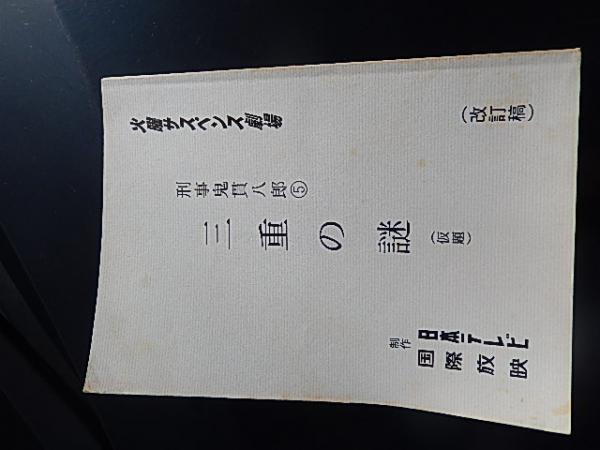 火曜サスペンス劇場
(改訂稿)
刑事鬼貫八郎⑤
三重の謎
(仮題)
制作
日本テレビ
国際放映